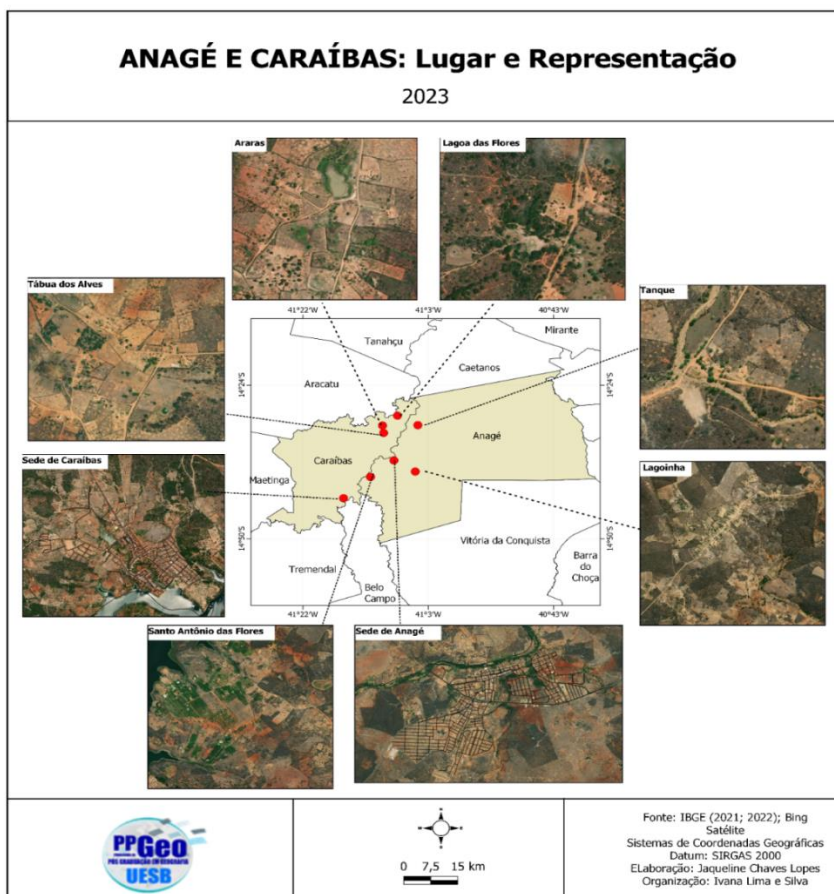 ANAGÉ E CARAÍBAS: Lugar e Representação
2023
Araras
Lagoa das Flores
Tábua dos Alves
Tanque
41°22'W
41°3'W
40°43'W
Tanahçu
Mirante
Caetanos
Aracatu
14°24'S
14°24'S
Anagé
Caraíbas
Maetinga
Sede de Caraíbas
Lagoinha
14°50'S
14°50'S
Vitória da Conquista
Tremendal
Belo
Campo
Barra
do
Choça
41°22'W
41°3'W
40°43'W
Santo Antônio das Flores
Sede de Anagé
PPGeo
PÓS-GRADUAÇÃO EM GEOGRAFIA
UESB
0 7,5 15 km
Fonte: IBGE (2021; 2022); Bing
Satélite
Sistemas de Coordenadas Geográficas
Datum: SIRGAS 2000
ELaboração: Jaqueline Chaves Lopes
Organização: Ivana Lima e Silva